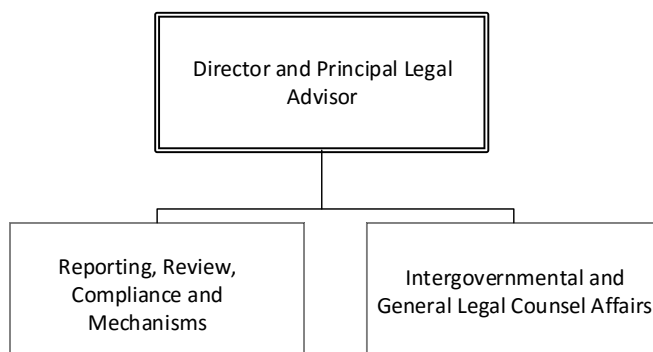 Director and Principal Legal
Advisor
Reporting, Review,
Compliance and
Mechanisms
Intergovernmental and
General Legal Counsel Affairs